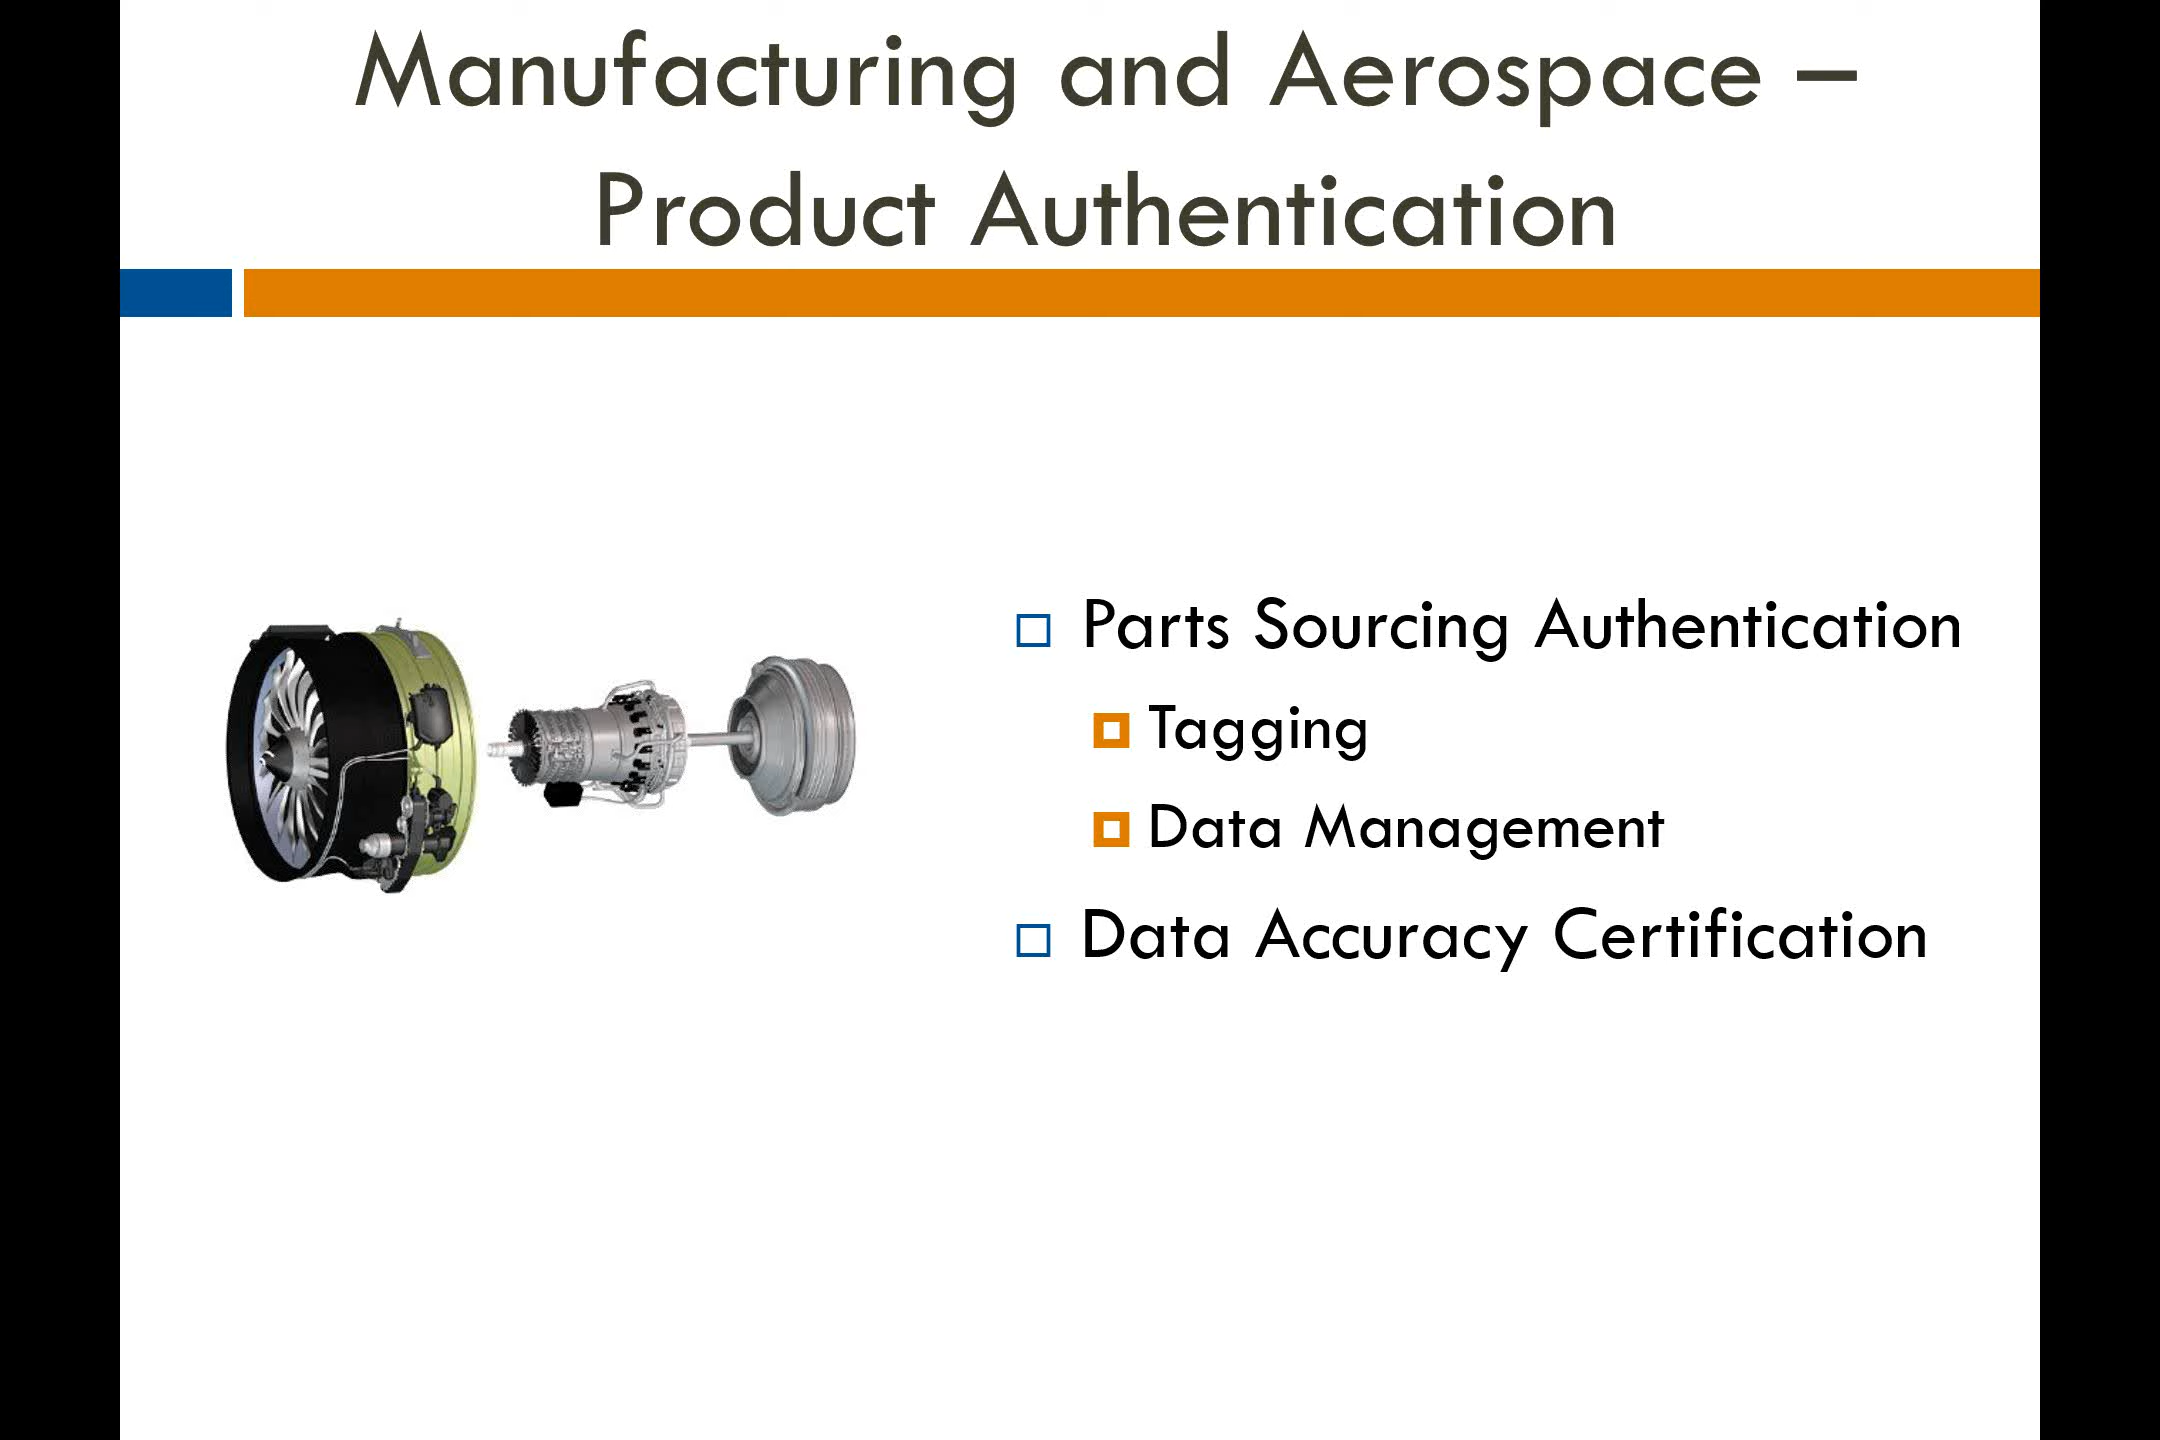 Manufacturing and Aerospace –
Product Authentication
Parts Sourcing Authentication
Tagging
Data Management
Data Accuracy Certification